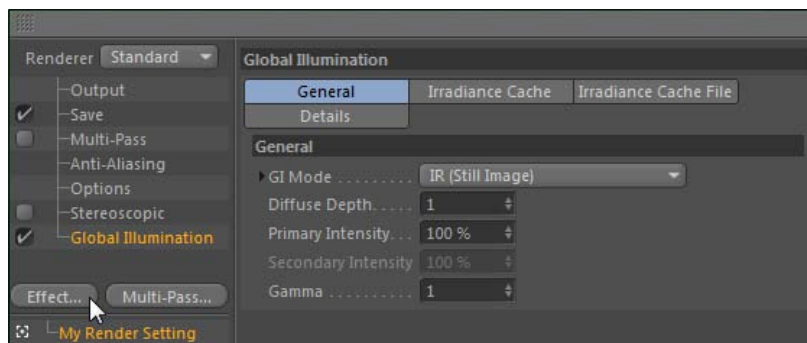 Renderer Standard
Output
Save
Multi-Pass
Anti-Aliasing
Options
Stereoscopic
Global Illumination
Effect... Multi-Pass...
My Render Setting
Global Illumination
General Irradiance Cache Irradiance Cache File
Details
General
GI Mode ......... IR (Still Image)
Diffuse Depth..... 1
Primary Intensity... 100 %
Secondary Intensity 100 %
Gamma .......... 1